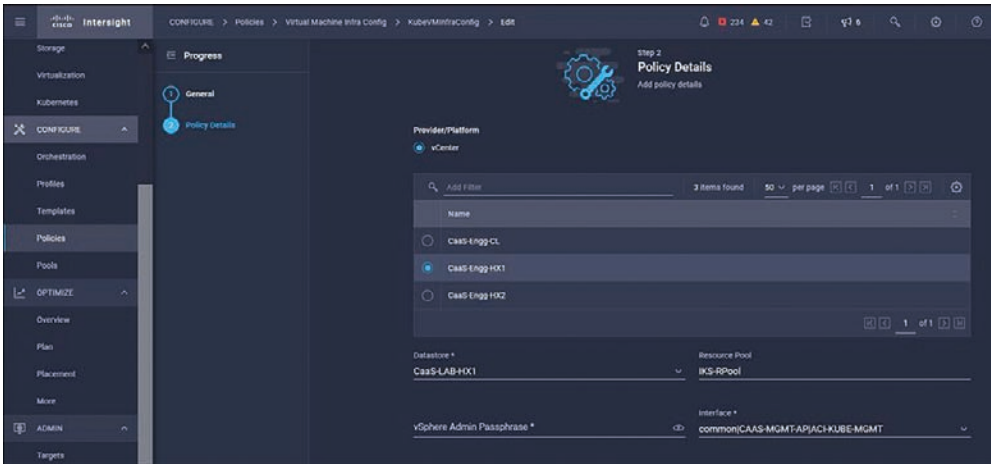 CISCO Intersight
CONFIGURE > Policies > Virtual Machine Infra Config > KubeVMInfraConfig > Edit
234 42
6
Storage
Virtualization
Kubernetes
CONFIGURE
Orchestration
Profiles
Templates
Policies
Pools
OPTIMIZE
Overview
Plan
Placement
More
ADMIN
Targets
Progress
1 General
2 Policy Details
Step 2
Policy Details
Add policy details
Provider/Platform
vCenter
Add Filter
3 items found 50 per page 1 of 1
Name
CaaS-Engg-CL
CaaS-Engg-HX1
CaaS-Engg-HX2
1 of 1
Datastore *
CaaS-LAB-HX1
Resource Pool
IKS-RPool
vSphere Admin Passphrase *
Interface *
common|CAAS-MGMT-AP|ACI-KUBE-MGMT